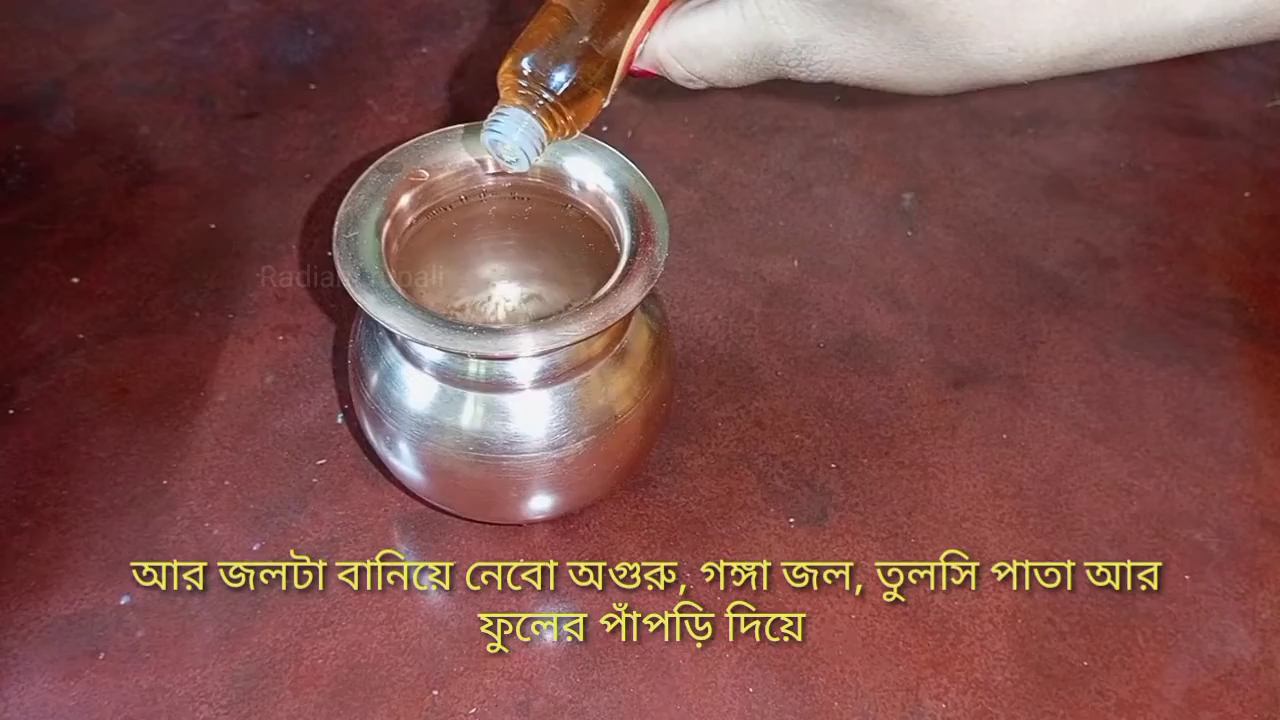 আর জলটা বানিয়ে নেবো অগুরু, গঙ্গা জল, তুলসি পাতা আর
ফুলের পাঁপড়ি দিয়ে